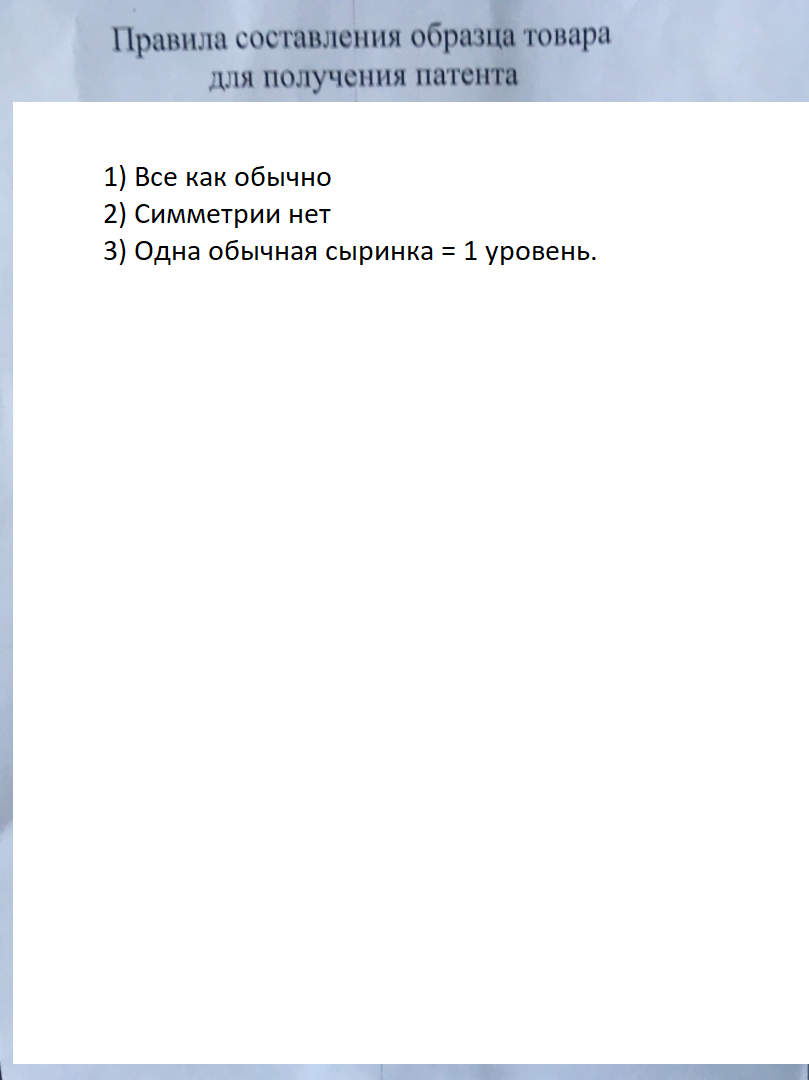 Правила составления образца товара
для получения патента
1) Все как обычно
2) Симметрии нет
3) Одна обычная сыринка = 1 уровень.